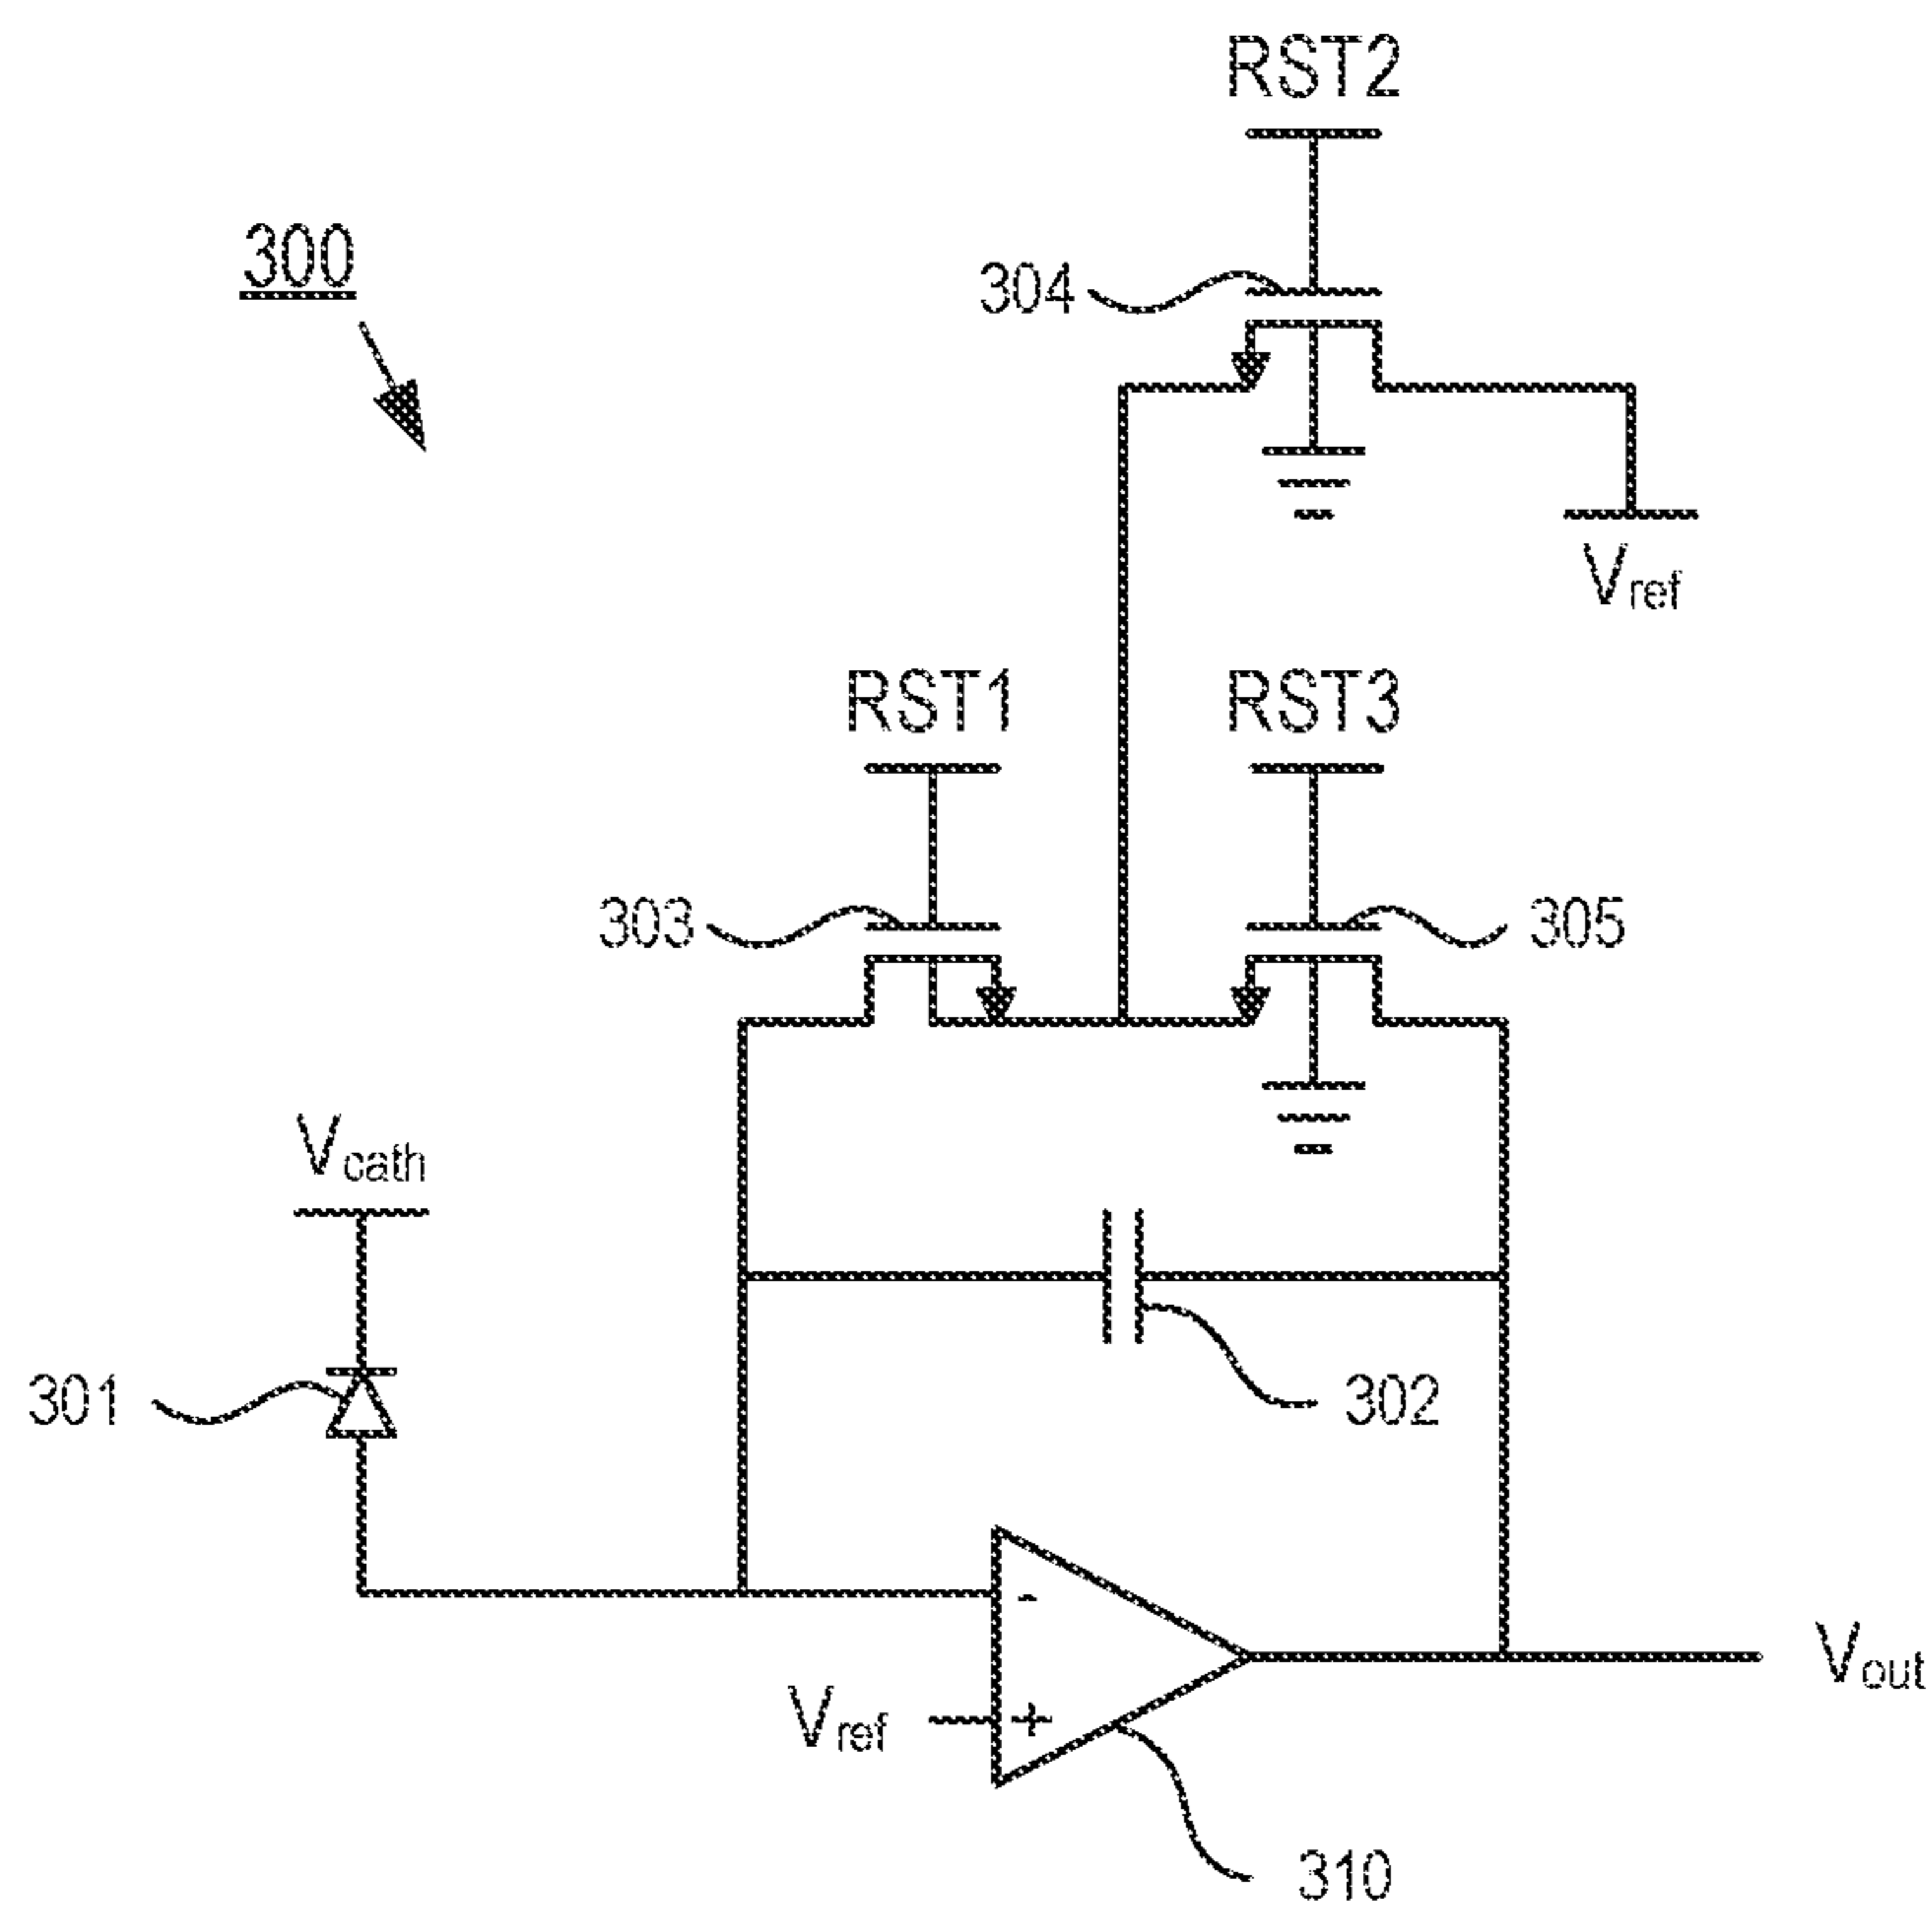 RST2
300
304
Vref
RST1 RST3
303 305
Vcath
301
302
-
Vref +
Vout
310